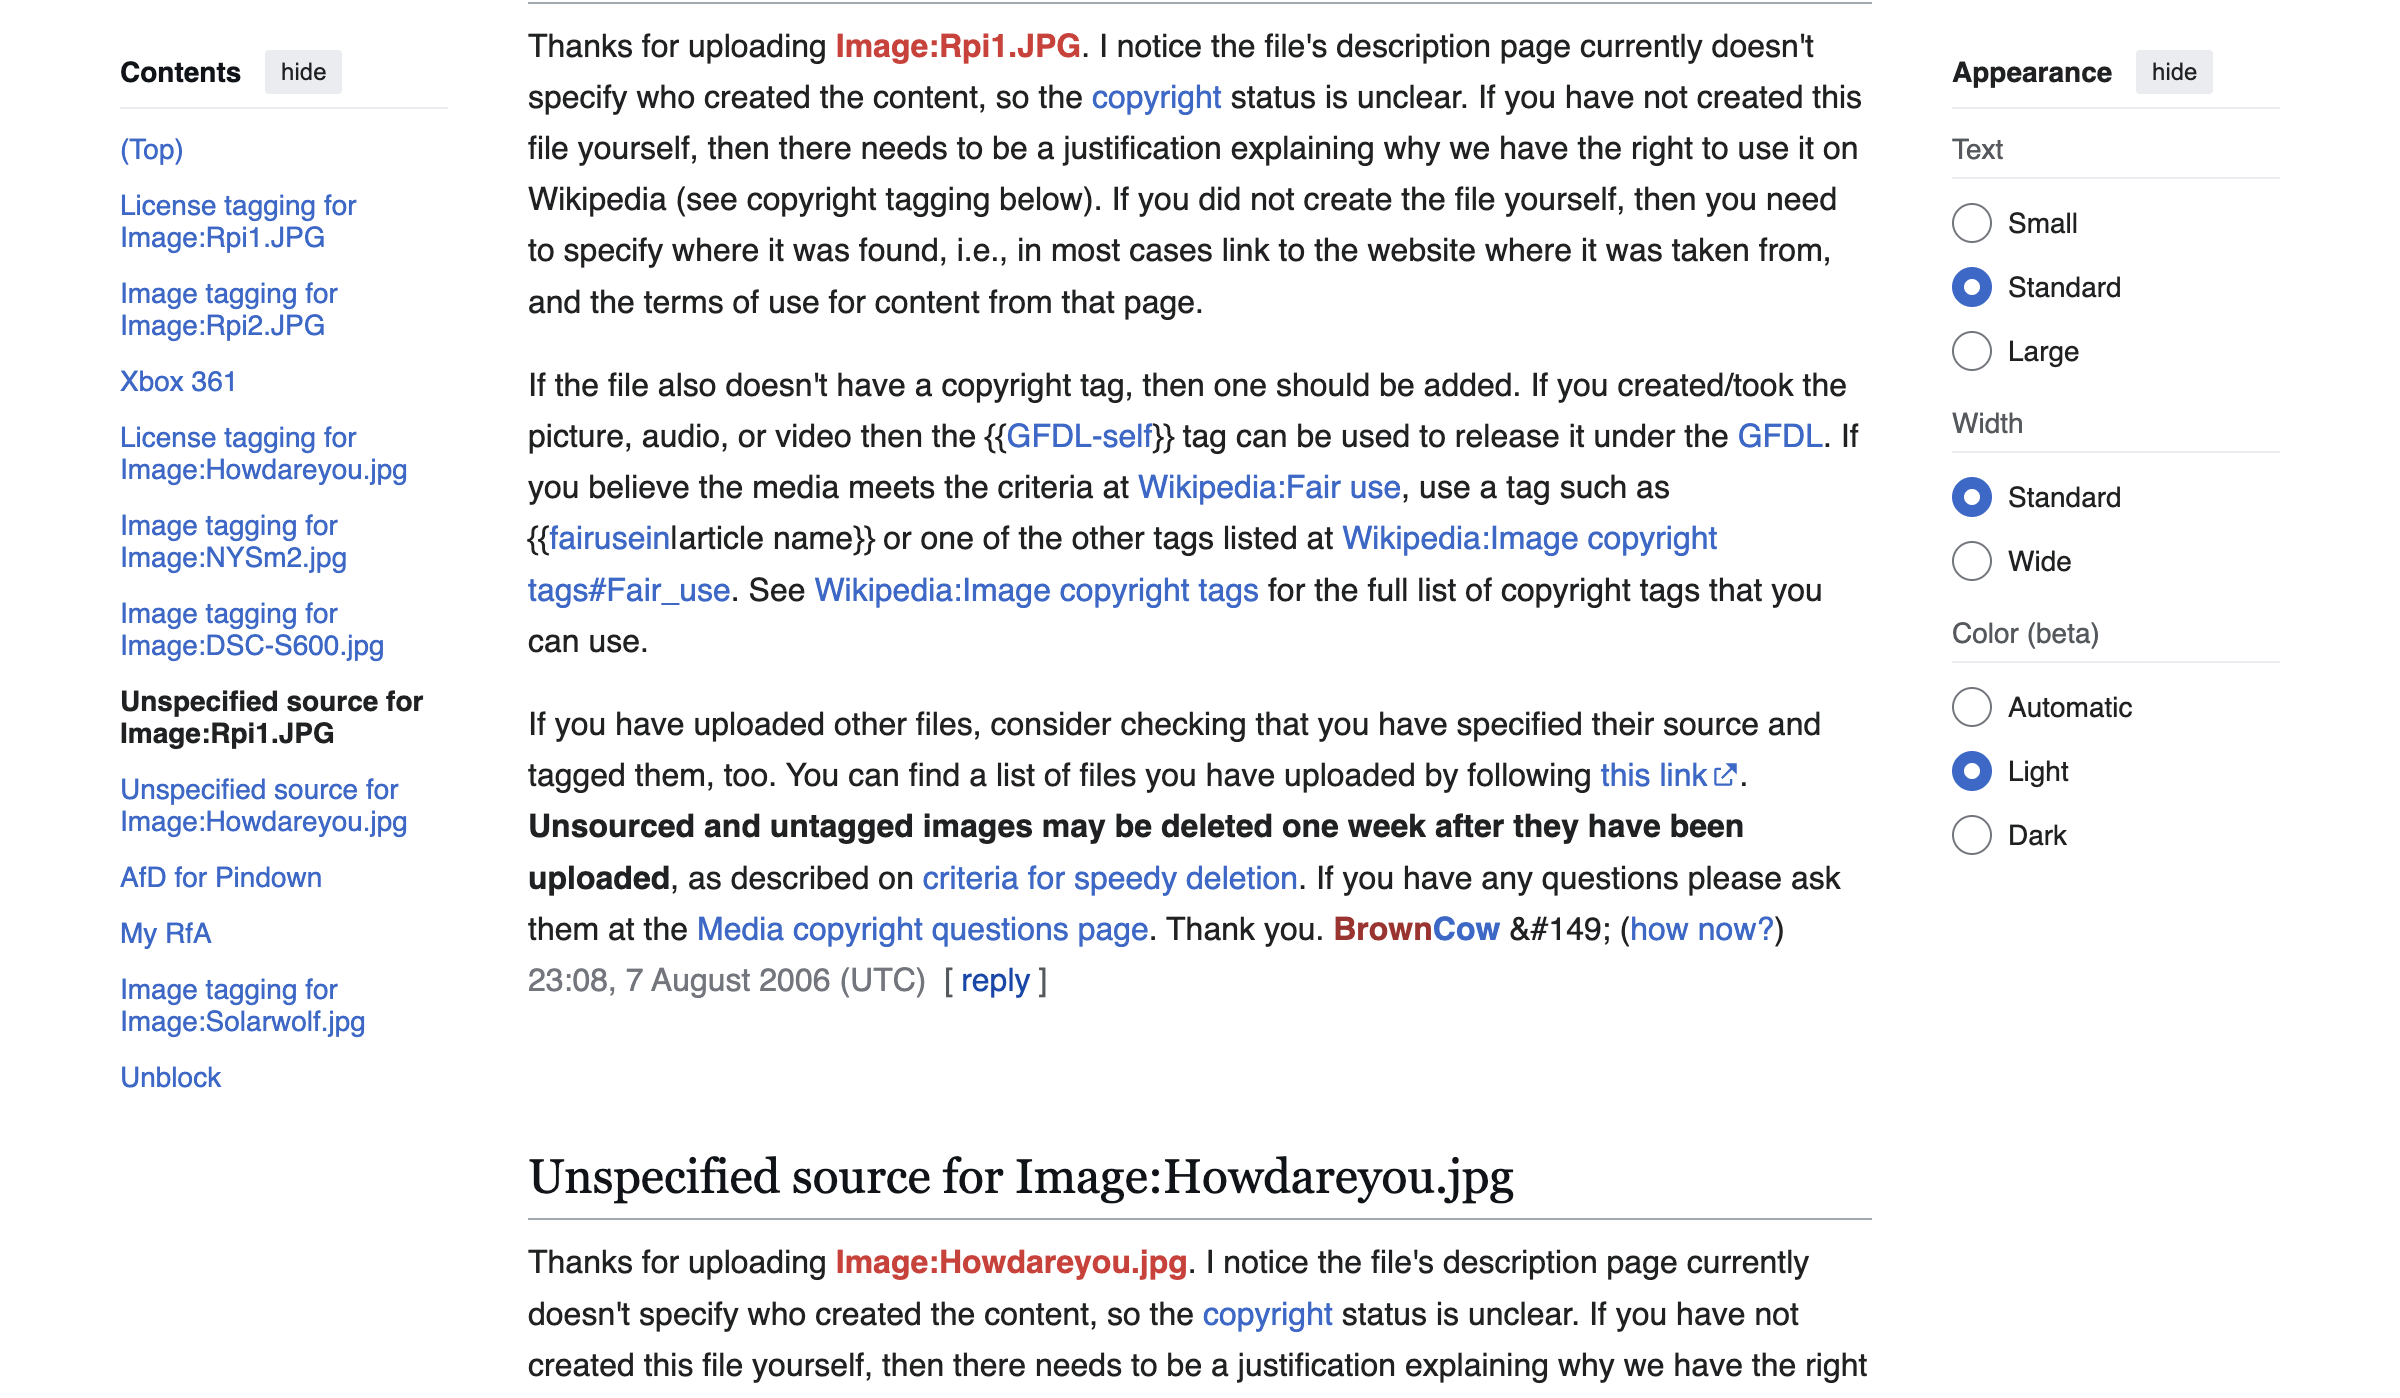 Contents hide
(Top)
License tagging for
Image:Rpi1.JPG
Image tagging for
Image:Rpi2.JPG
Xbox 361
License tagging for
Image:Howdareyou.jpg
Image tagging for
Image:NYSm2.jpg
Image tagging for
Image:DSC-S600.jpg
Unspecified source for
Image:Rpi1.JPG
Unspecified source for
Image:Howdareyou.jpg
AfD for Pindown
My RfA
Image tagging for
Image:Solarwolf.jpg
Unblock
Thanks for uploading Image:Rpi1.JPG. I notice the file's description page currently doesn't
specify who created the content, so the copyright status is unclear. If you have not created this
file yourself, then there needs to be a justification explaining why we have the right to use it on
Wikipedia (see copyright tagging below). If you did not create the file yourself, then you need
to specify where it was found, i.e., in most cases link to the website where it was taken from,
and the terms of use for content from that page.
If the file also doesn't have a copyright tag, then one should be added. If you created/took the
picture, audio, or video then the {{GFDL-self}} tag can be used to release it under the GFDL. If
you believe the media meets the criteria at Wikipedia:Fair use, use a tag such as
{{fairusein|article name}} or one of the other tags listed at Wikipedia:Image copyright
tags#Fair_use. See Wikipedia:Image copyright tags for the full list of copyright tags that you
can use.
If you have uploaded other files, consider checking that you have specified their source and
tagged them, too. You can find a list of files you have uploaded by following this link.
Unsourced and untagged images may be deleted one week after they have been
uploaded, as described on criteria for speedy deletion. If you have any questions please ask
them at the Media copyright questions page. Thank you. BrownCow &#149; (how now?)
23:08, 7 August 2006 (UTC) [ reply ]
Unspecified source for Image:Howdareyou.jpg
Thanks for uploading Image:Howdareyou.jpg. I notice the file's description page currently
doesn't specify who created the content, so the copyright status is unclear. If you have not
created this file yourself, then there needs to be a justification explaining why we have the right
Appearance hide
Text
Small
Standard
Large
Width
Standard
Wide
Color (beta)
Automatic
Light
Dark